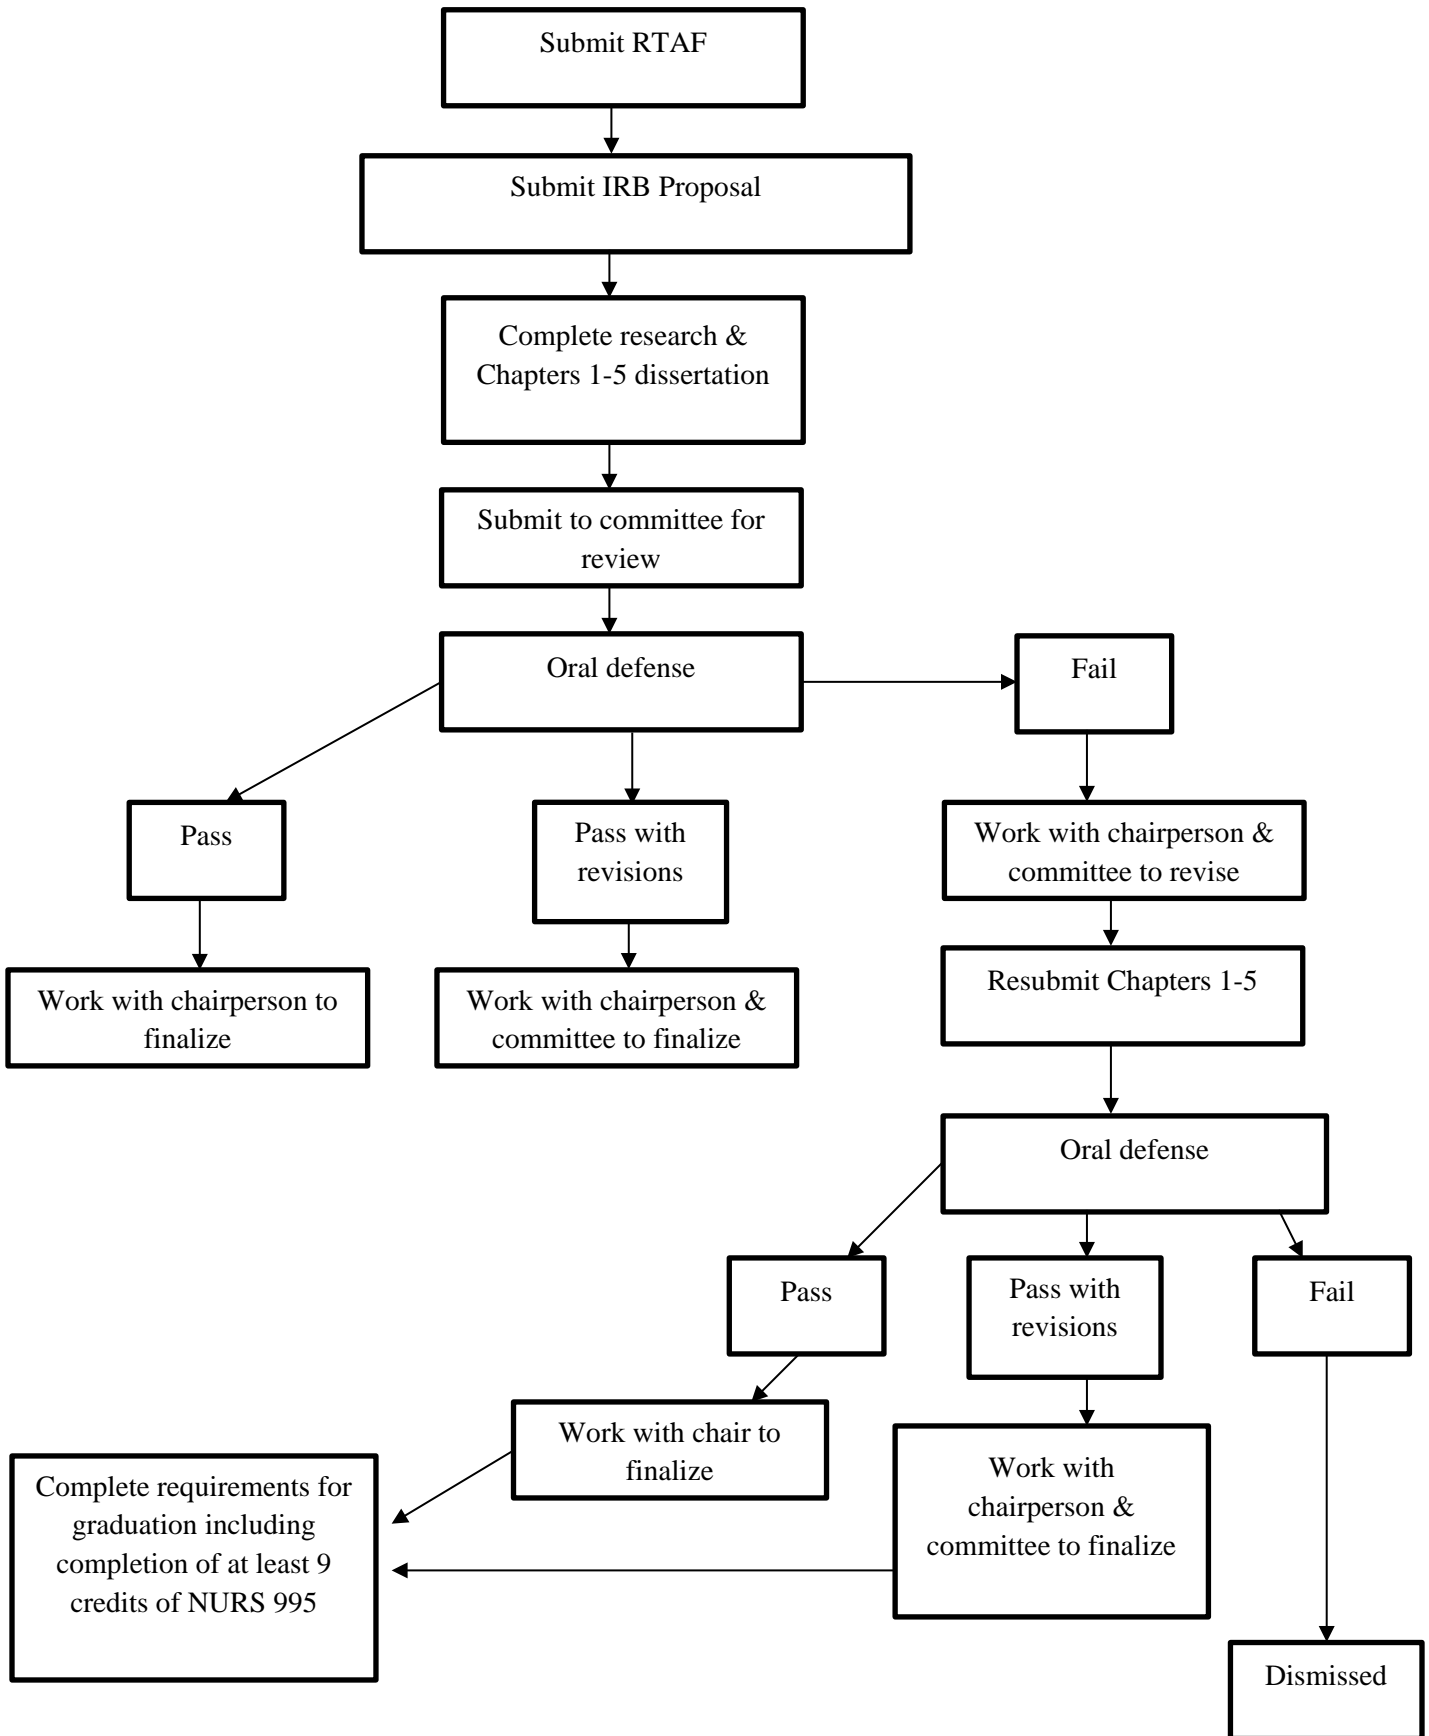 Submit RTAF
Submit IRB Proposal
Complete research &
Chapters 1-5 dissertation
Submit to committee for
review
Oral defense
Fail
Pass
Pass with
revisions
Work with chairperson &
committee to revise
Work with chairperson to
finalize
Work with chairperson &
committee to finalize
Resubmit Chapters 1-5
Oral defense
Pass
Pass with
revisions
Fail
Work with chair to
finalize
Work with
chairperson &
committee to finalize
Complete requirements for
graduation including
completion of at least 9
credits of NURS 995
Dismissed